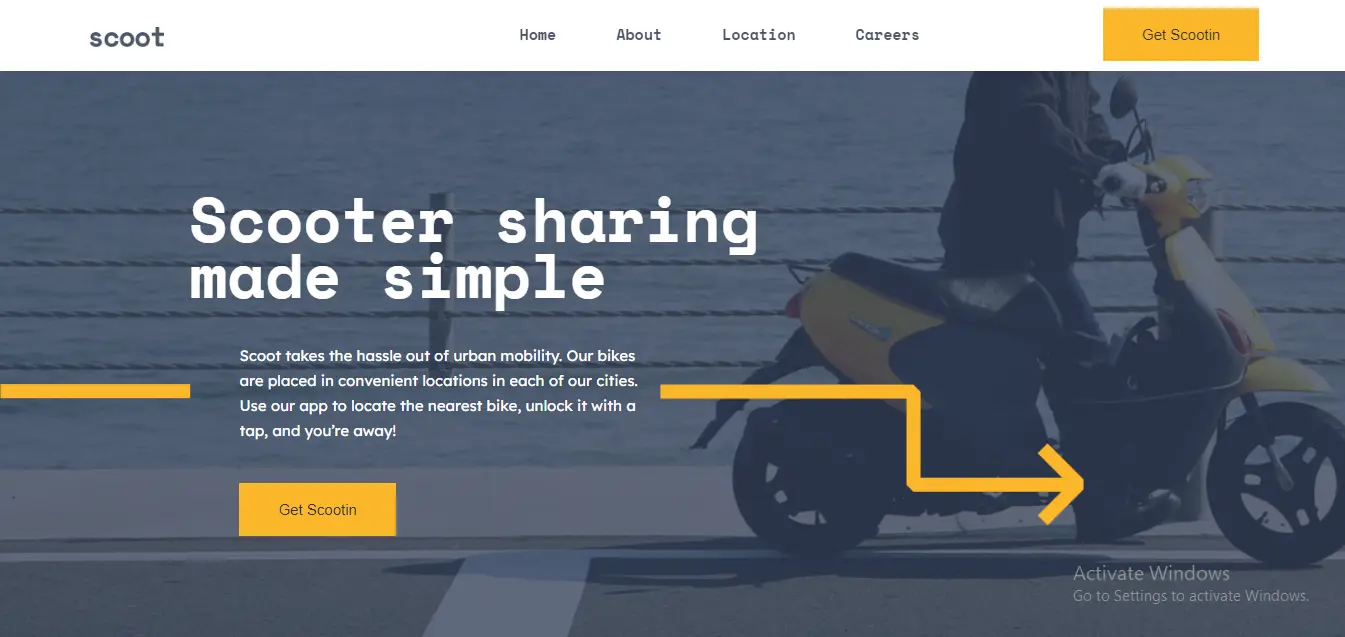 scoot
Home About Location Careers
Get Scootin
Scooter sharing
made simple
Scoot takes the hassle out of urban mobility. Our bikes
are placed in convenient locations in each of our cities.
Use our app to locate the nearest bike, unlock it with a
tap, and you’re away!
Get Scootin
Activate Windows
Go to Settings to activate Windows.